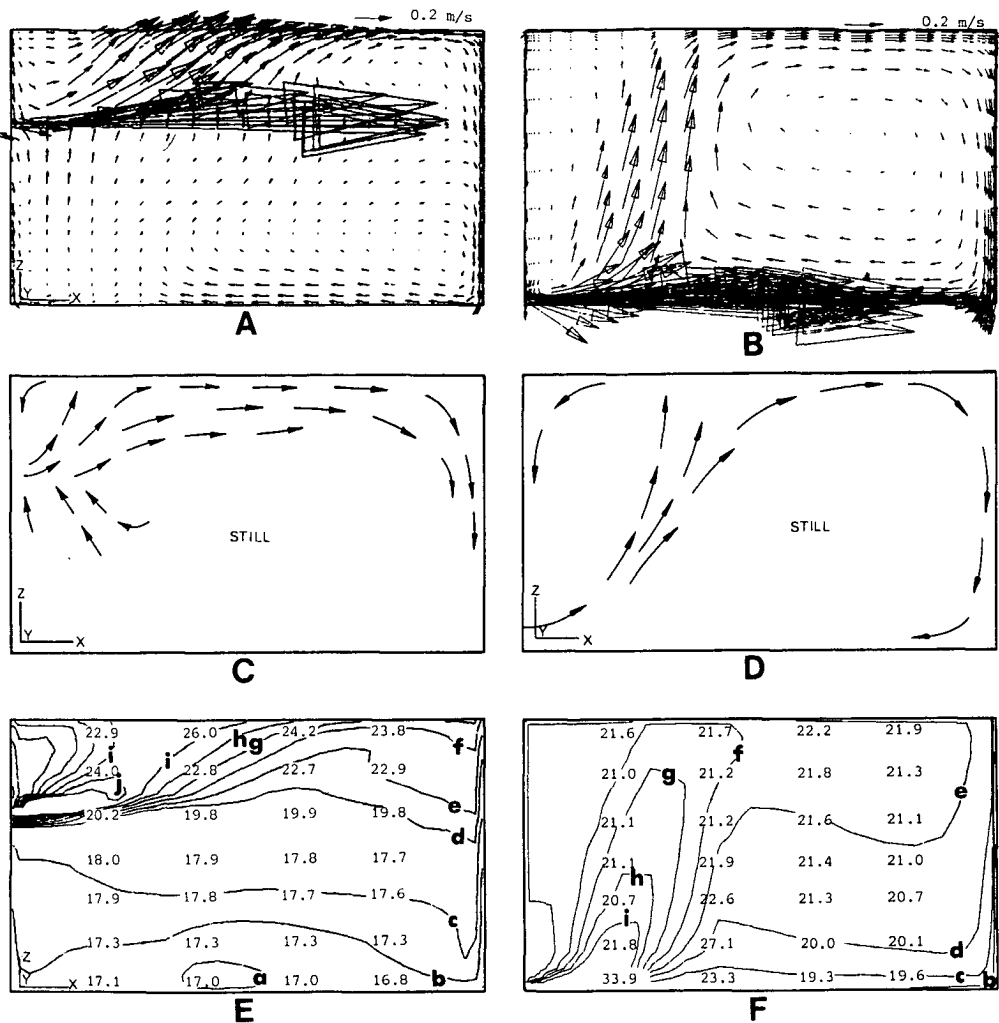 0.2 m/s
0.2 m/s
Z
Y X
A
B
STILL
Z
Y X
C
STILL
Z
Y X
D
22.9 26.0 24.2 23.8
h g f
i i
24.0 22.8 22.7 22.9
j
e
20.2 19.8 19.9 19.8
d
18.0 17.9 17.8 17.7
17.9 17.8 17.7 17.6
c
17.3 17.3 17.3 17.3
Z
Y X
17.1 17.0 a 17.0 16.8 b
E
21.6 21.7 22.2 21.9
f
21.0 g 21.2 21.8 21.3
e
21.1 21.2 21.6 21.1
21.1 21.9 21.4 21.0
h
20.7 22.6 21.3 20.7
i
21.8 27.1 20.0 20.1 d
33.9 23.3 19.3 19.6 c b
F